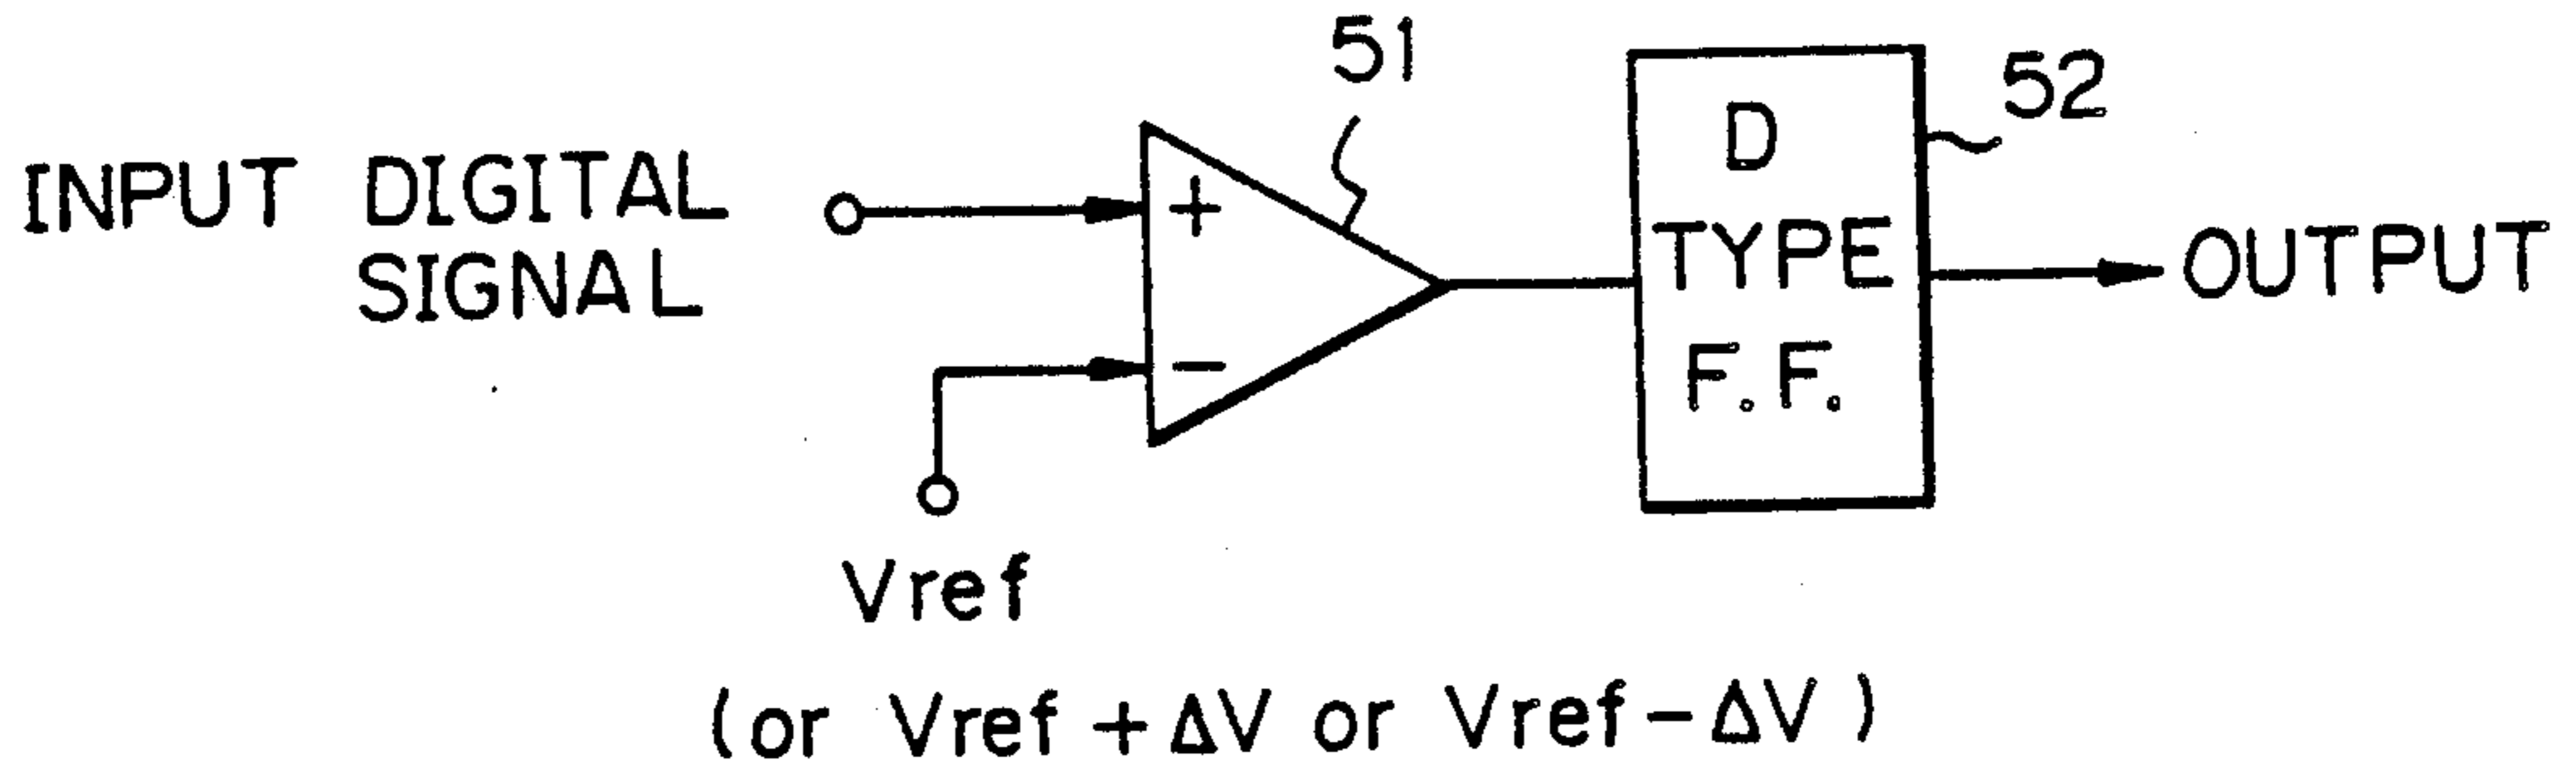 51
52
INPUT DIGITAL
SIGNAL
+
−
D
TYPE
F.F.
OUTPUT
Vref
(or Vref + ΔV or Vref − ΔV)